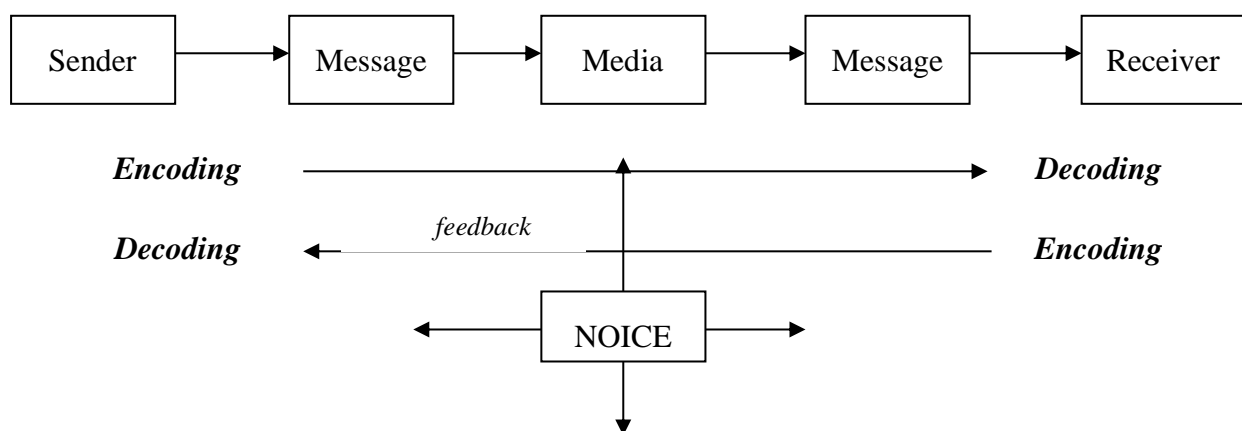 Sender Message Media Message Receiver
Encoding Decoding
feedback
Decoding Encoding
NOICE